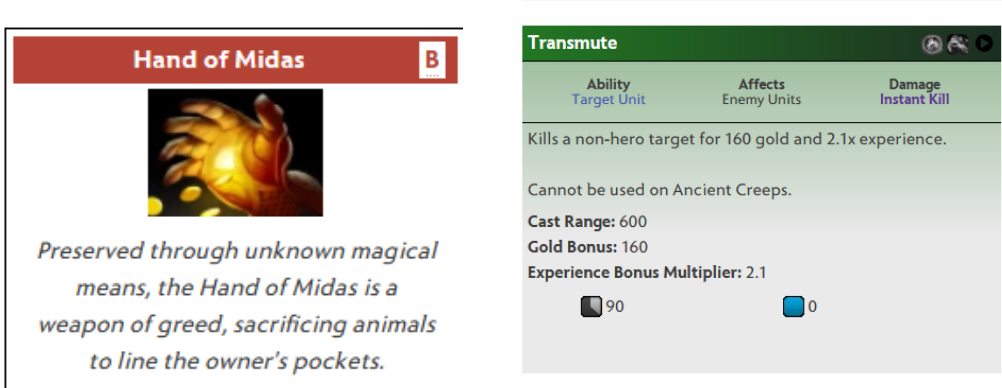 Hand of Midas
B
Preserved through unknown magical
means, the Hand of Midas is a
weapon of greed, sacrificing animals
to line the owner's pockets.
Transmute
Ability
Target Unit
Affects
Enemy Units
Damage
Instant Kill
Kills a non-hero target for 160 gold and 2.1x experience.
Cannot be used on Ancient Creeps.
Cast Range: 600
Gold Bonus: 160
Experience Bonus Multiplier: 2.1
90
0